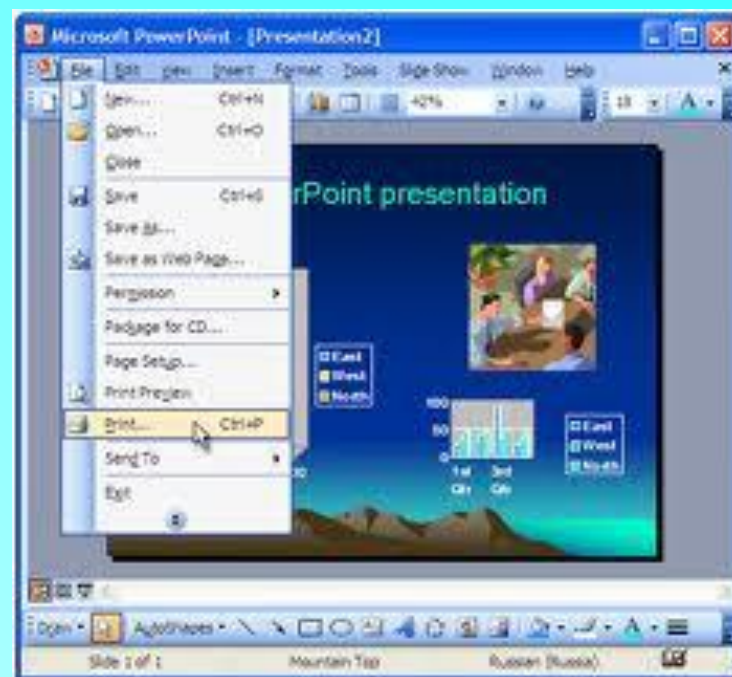 Microsoft PowerPoint - [Presentation2]
File Edit View Insert Format Tools Slide Show Window Help
42% 18 A
New... Ctrl+N
Open... Ctrl+O
Close
Save Ctrl+S
Save As...
Save as Web Page...
Permission
Package for CD...
Page Setup...
Print Preview
Print... Ctrl+P
Send To
Exit
rPoint presentation
East
West
North
100
50
0
1st Qtr
3rd Qtr
East
West
North
Draw AutoShapes A
Slide 1 of 1 Mountain Top Russian (Russia)